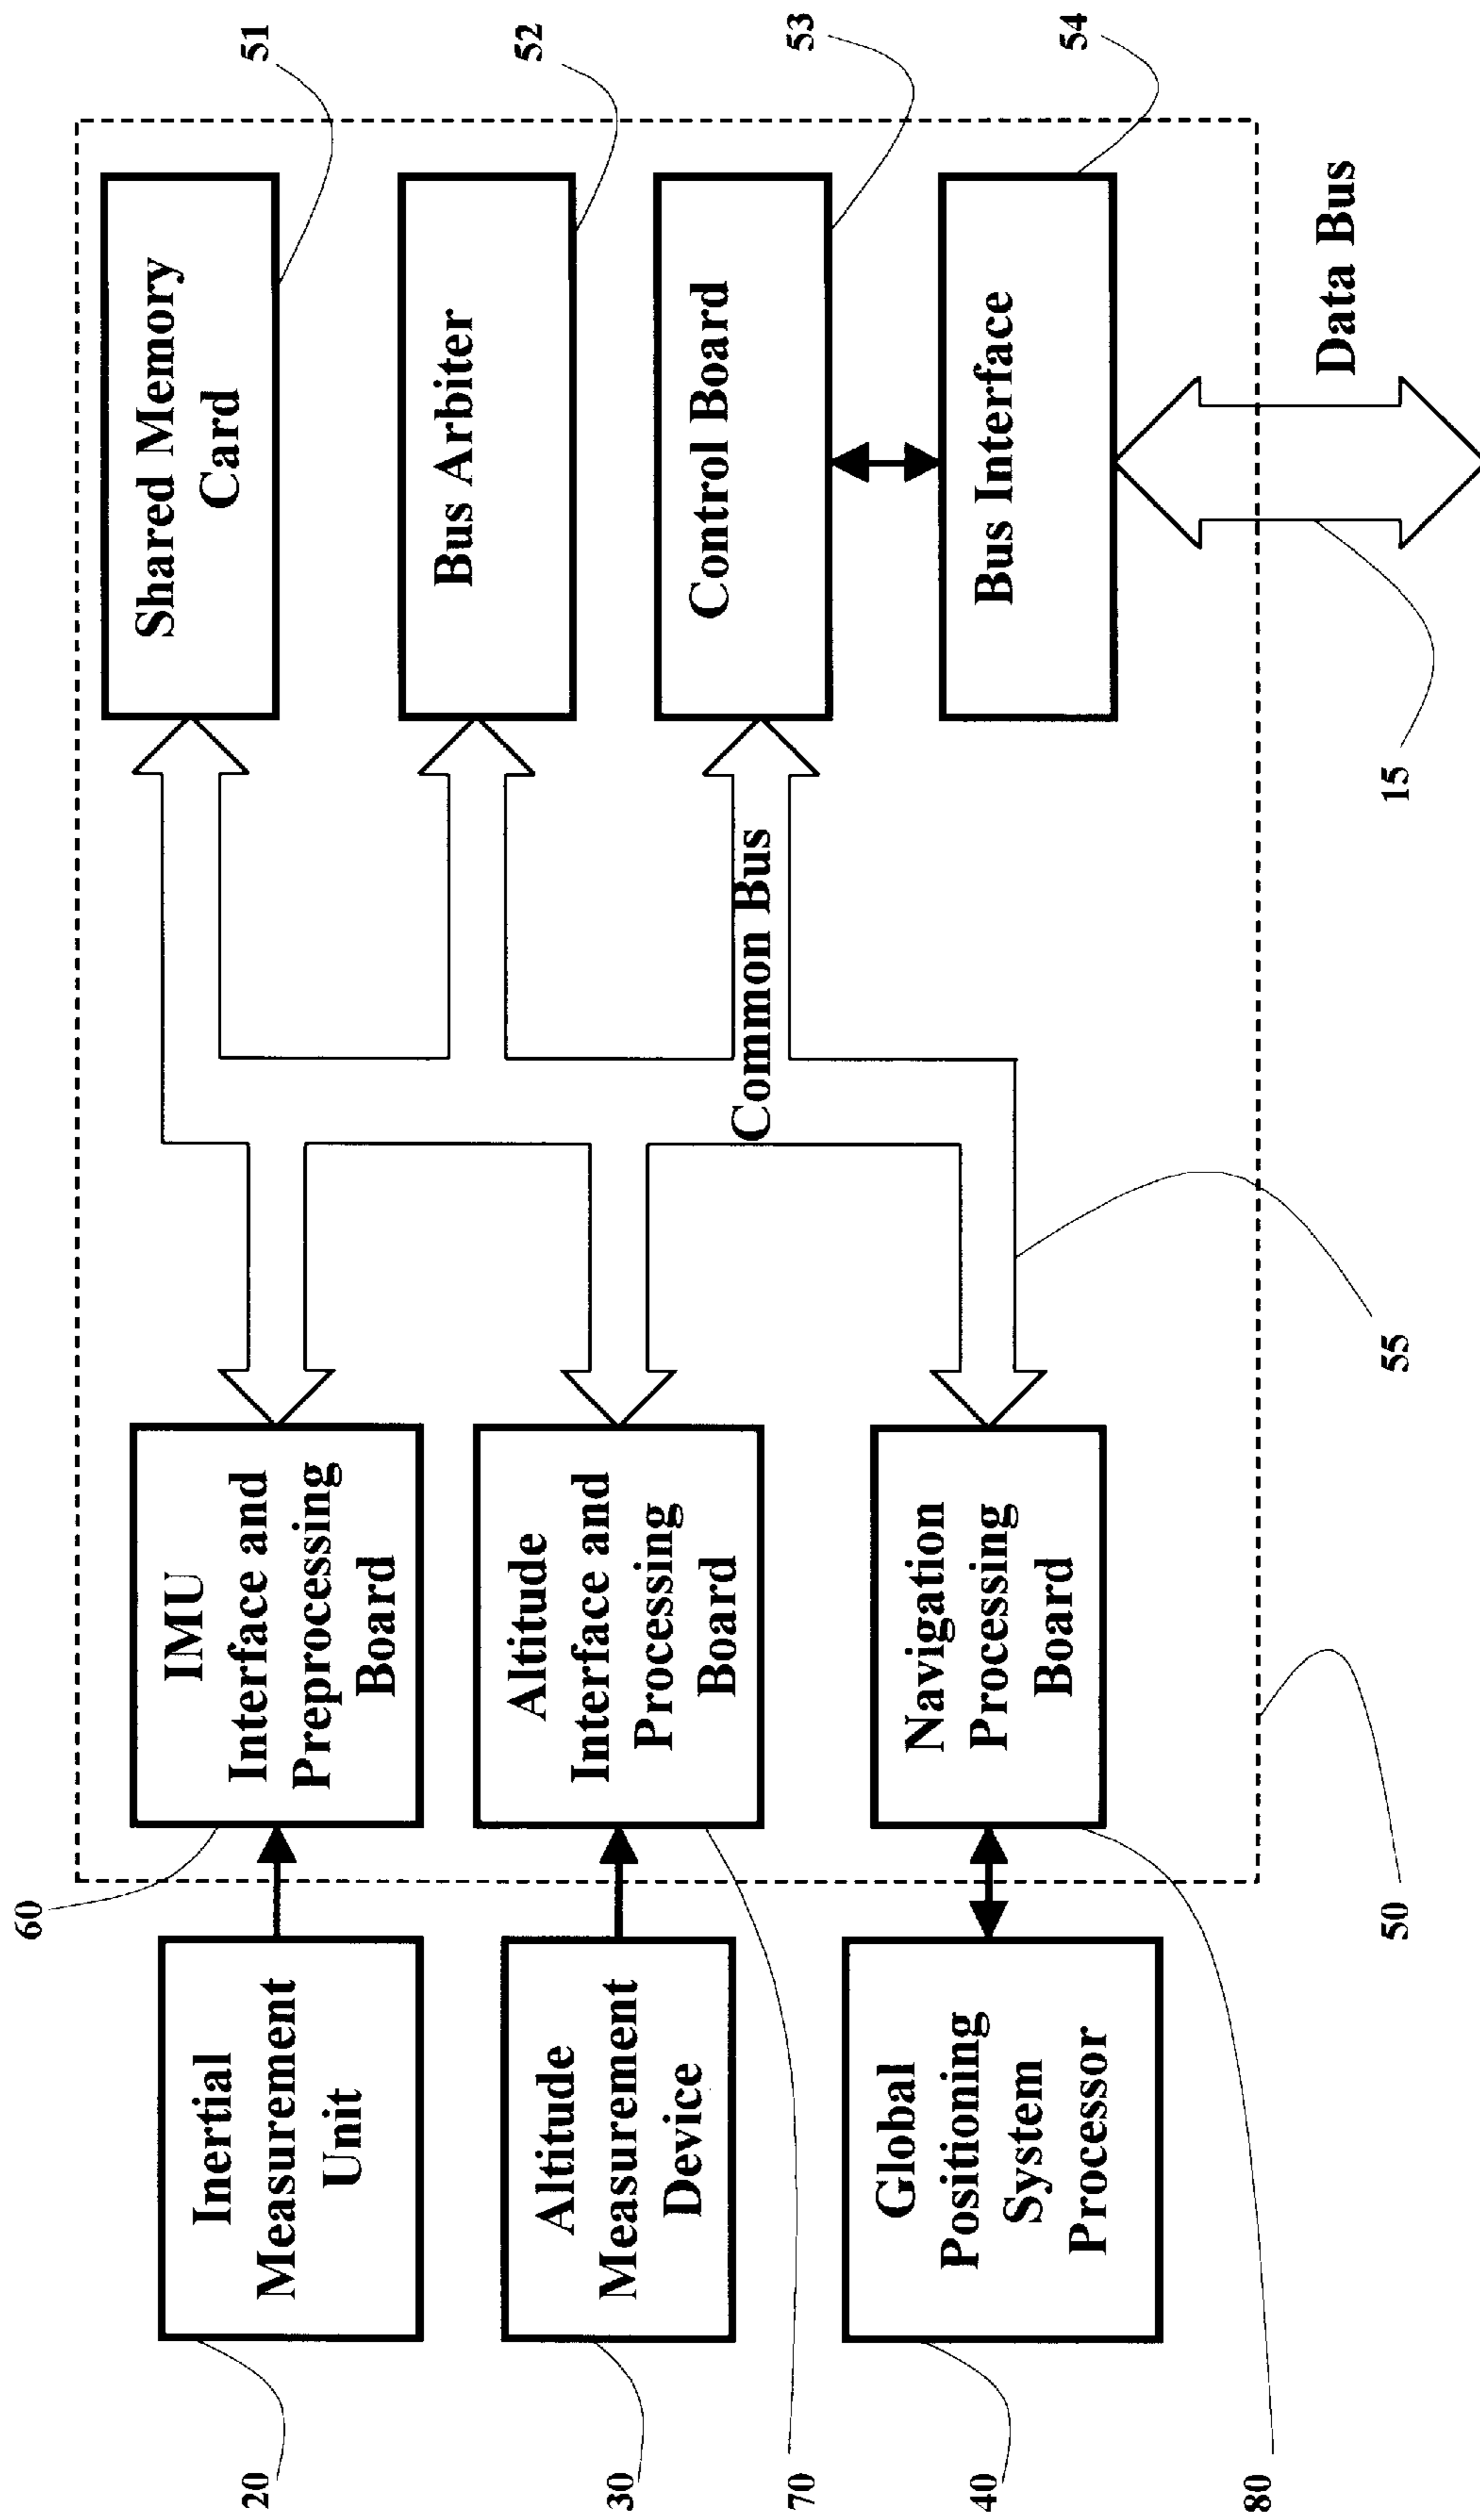 20
Inertial
Measurement
Unit
60
IMU
Interface and
Preprocessing
Board
Shared Memory
Card
51
30
Altitude
Measurement
Device
70
Altitude
Interface and
Processing
Board
Bus Arbiter
52
Common Bus
Control Board
53
40
Global
Positioning
System
Processor
80
Navigation
Processing
Board
Bus Interface
54
50
55
15
Data Bus